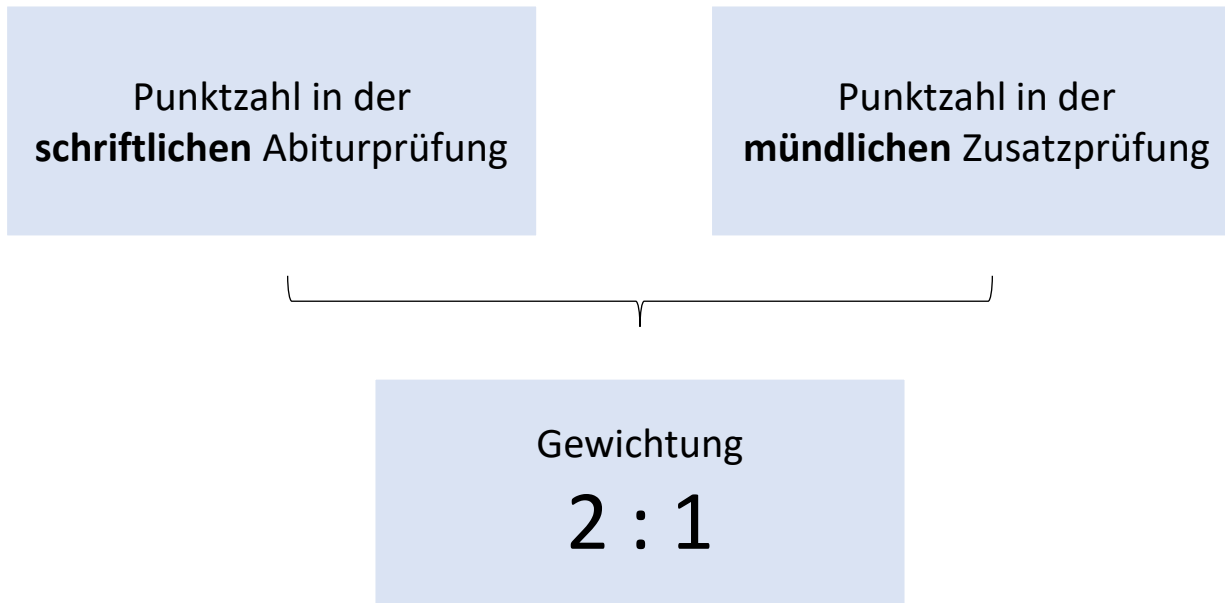 Punktzahl in der
schriftlichen Abiturprüfung
Punktzahl in der
mündlichen Zusatzprüfung
Gewichtung
2 : 1